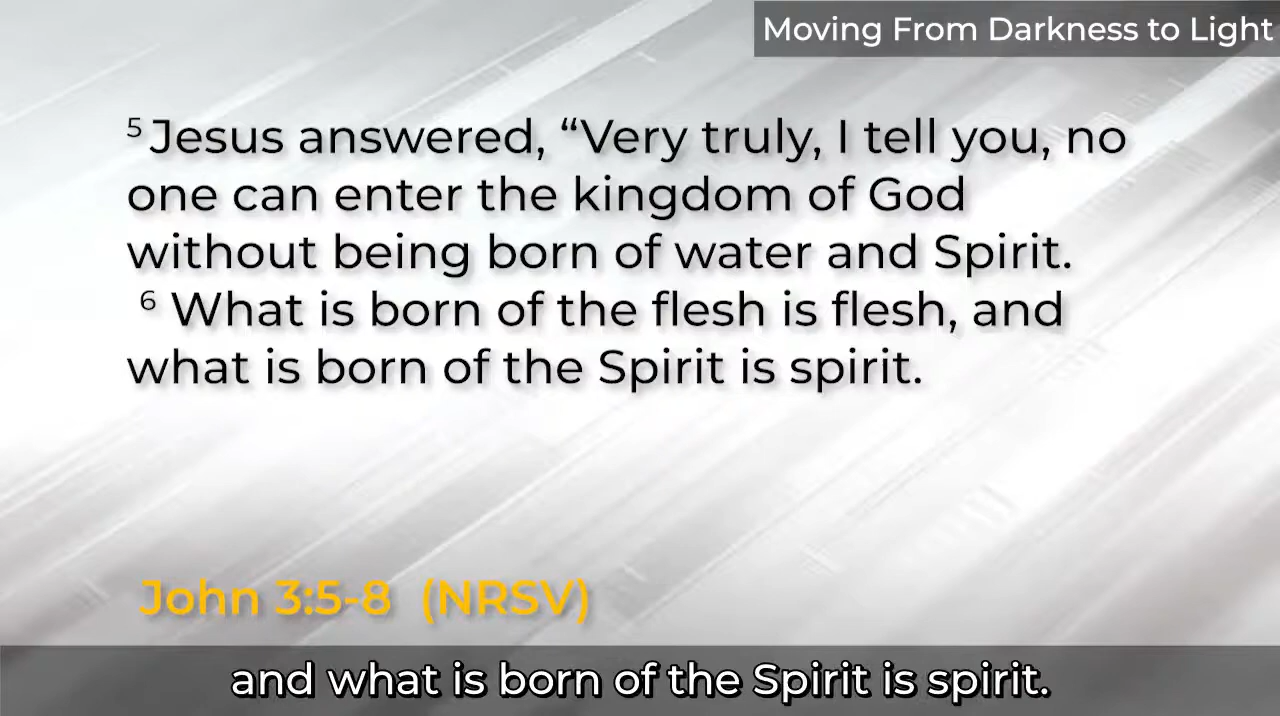 Moving From Darkness to Light
⁵ Jesus answered, “Very truly, I tell you, no
one can enter the kingdom of God
without being born of water and Spirit.
⁶ What is born of the flesh is flesh, and
what is born of the Spirit is spirit.
John 3:5-8 (NRSV)
and what is born of the Spirit is spirit.